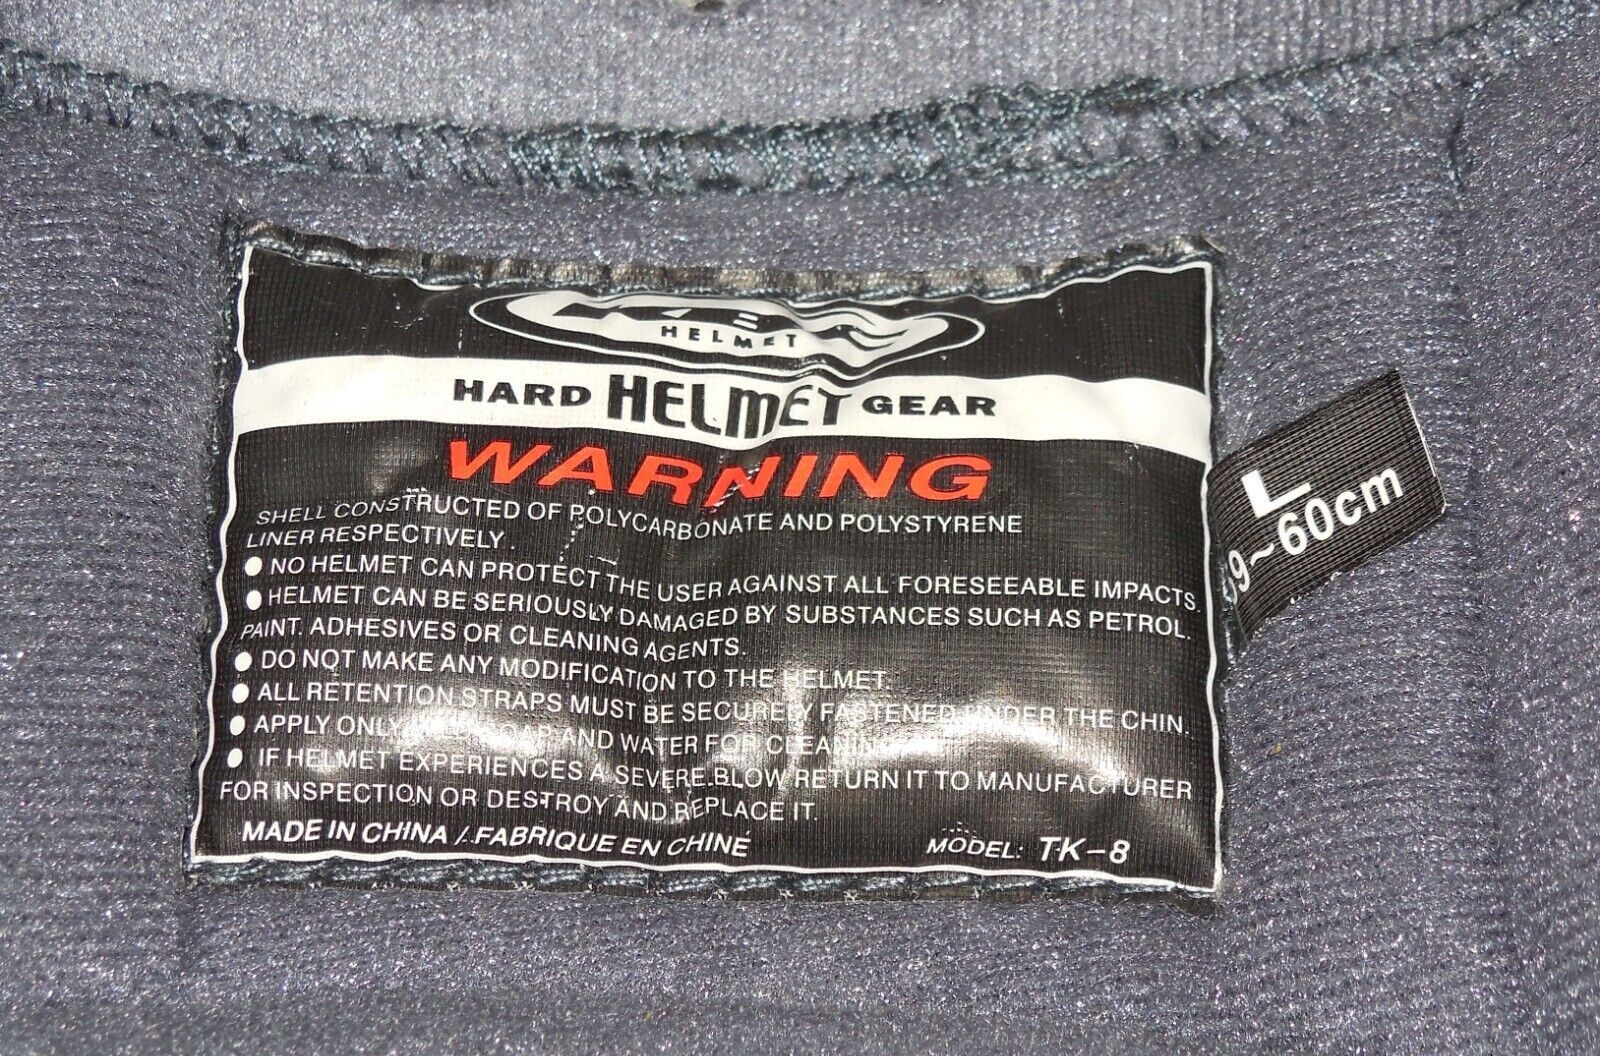 HELMET
HARD HELMET GEAR
WARNING
SHELL CONSTRUCTED OF POLYCARBONATE AND POLYSTYRENE
LINER RESPECTIVELY.
● NO HELMET CAN PROTECT THE USER AGAINST ALL FORESEEABLE IMPACTS.
● HELMET CAN BE SERIOUSLY DAMAGED BY SUBSTANCES SUCH AS PETROL.
PAINT. ADHESIVES OR CLEANING AGENTS.
● DO NOT MAKE ANY MODIFICATION TO THE HELMET.
● ALL RETENTION STRAPS MUST BE SECURELY FASTENED UNDER THE CHIN.
● APPLY ONLY AND WATER FOR
● IF HELMET EXPERIENCES A SEVERE.BLOW RETURN IT TO MANUFACTURER
FOR INSPECTION OR DESTROY AND REPLACE IT.
MADE IN CHINA / FABRIQUE EN CHINE
MODEL: TK-8
L
9~60cm